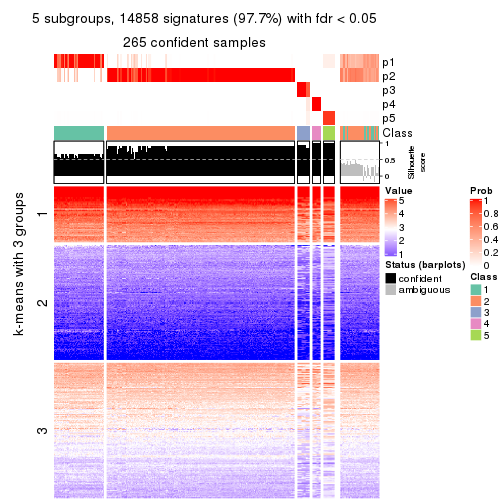 5 subgroups, 14858 signatures (97.7%) with fdr < 0.05
265 confident samples
p1
p2
p3
p4
p5
Class
1
0.5
0
Silhouette
score
k-means with 3 groups
1
2
3
Value
5
4
3
2
1
Status (barplots)
confident
ambiguous
Prob
1
0.8
0.6
0.4
0.2
0
Class
1
2
3
4
5